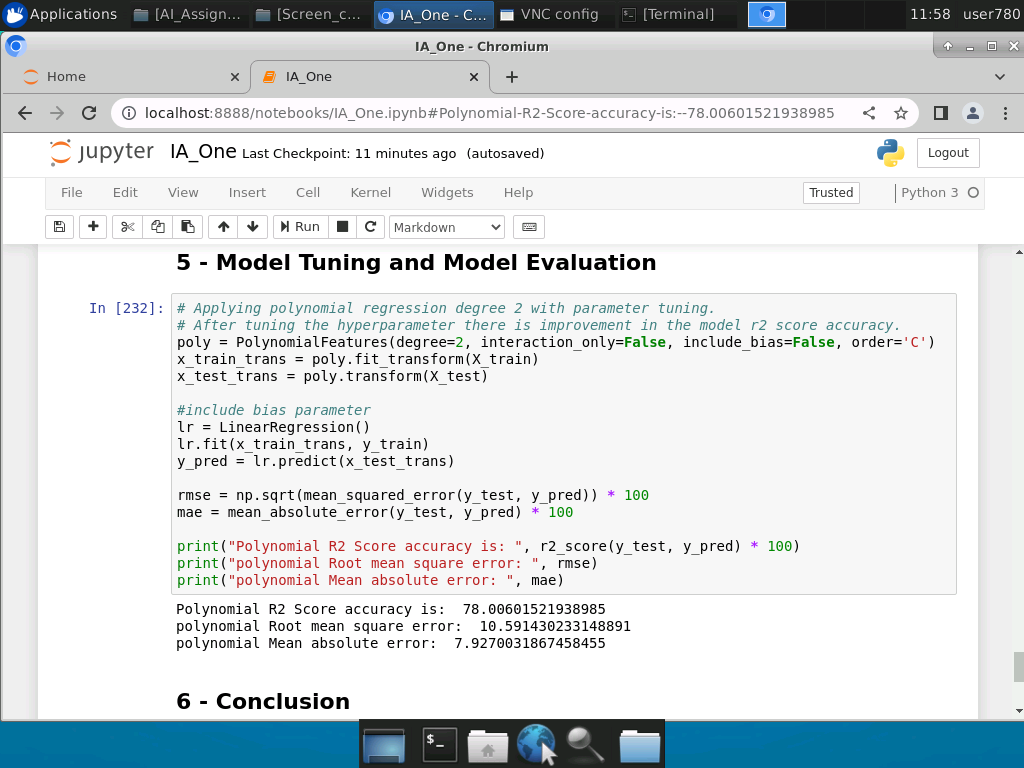 Applications [AI_Assign... [Screen_c... IA_One - C... VNC config [Terminal] 11:58 user780
IA_One - Chromium
Home IA_One
localhost:8888/notebooks/IA_One.ipynb#Polynomial-R2-Score-accuracy-is:--78.00601521938985
jupyter IA_One Last Checkpoint: 11 minutes ago (autosaved) Logout
File Edit View Insert Cell Kernel Widgets Help Trusted Python 3
Run Markdown
5 - Model Tuning and Model Evaluation
In [232]: # Applying polynomial regression degree 2 with parameter tuning.
# After tuning the hyperparameter there is improvement in the model r2 score accuracy.
poly = PolynomialFeatures(degree=2, interaction_only=False, include_bias=False, order='C')
x_train_trans = poly.fit_transform(X_train)
x_test_trans = poly.transform(X_test)
#include bias parameter
lr = LinearRegression()
lr.fit(x_train_trans, y_train)
y_pred = lr.predict(x_test_trans)
rmse = np.sqrt(mean_squared_error(y_test, y_pred)) * 100
mae = mean_absolute_error(y_test, y_pred) * 100
print("Polynomial R2 Score accuracy is: ", r2_score(y_test, y_pred) * 100)
print("polynomial Root mean square error: ", rmse)
print("polynomial Mean absolute error: ", mae)
Polynomial R2 Score accuracy is:  78.00601521938985
polynomial Root mean square error:  10.591430233148891
polynomial Mean absolute error:  7.9270031867458455
6 - Conclusion
$_